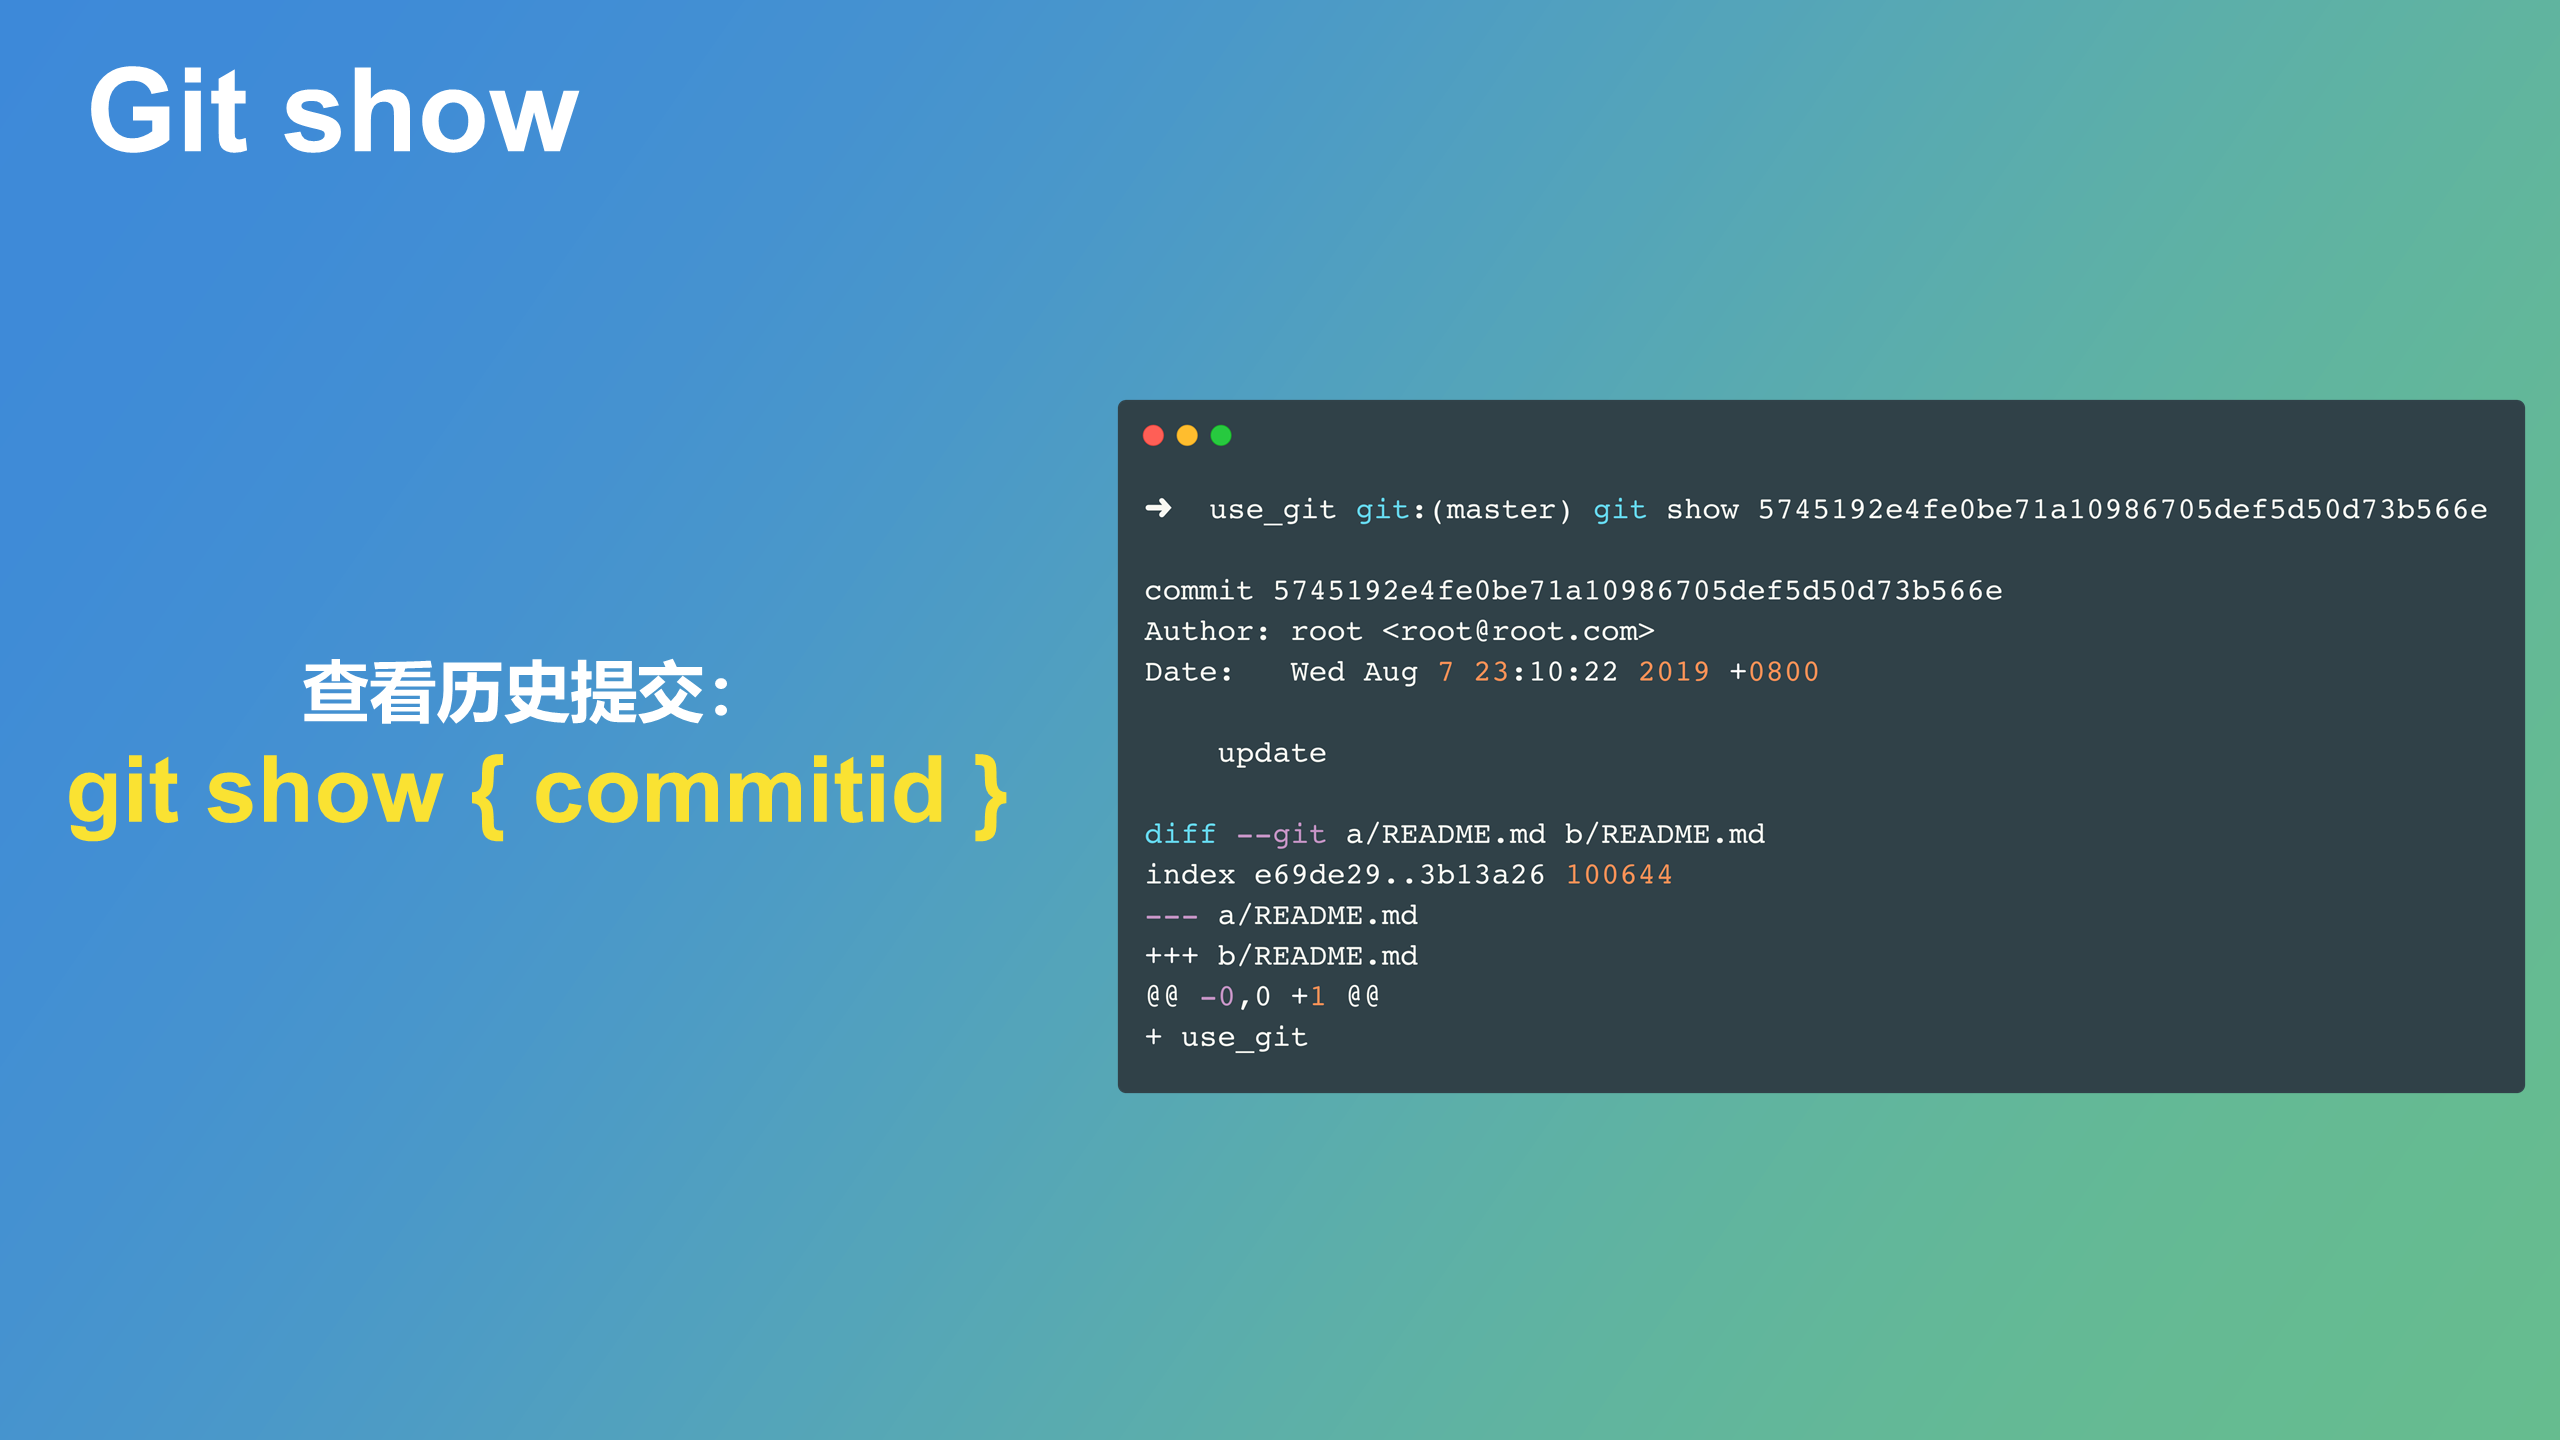 Git show
查看历史提交：
git show { commitid }
➜  use_git git:(master) git show 5745192e4fe0be71a10986705def5d50d73b566e
commit 5745192e4fe0be71a10986705def5d50d73b566e
Author: root <root@root.com>
Date:   Wed Aug 7 23:10:22 2019 +0800
    update
diff --git a/README.md b/README.md
index e69de29..3b13a26 100644
--- a/README.md
+++ b/README.md
@@ -0,0 +1 @@
+ use_git